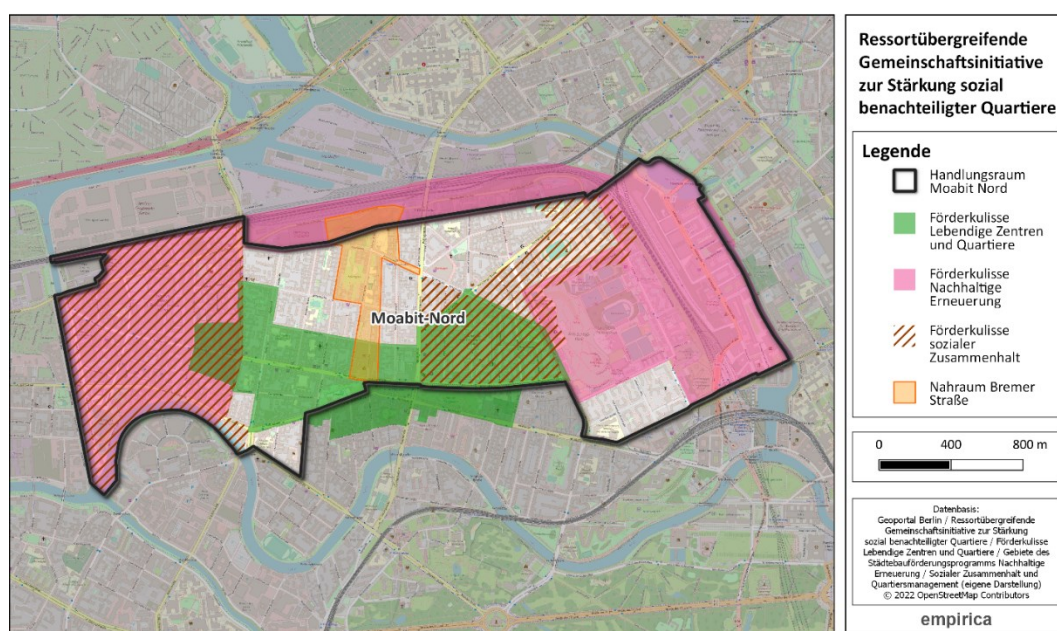 Moabit-Nord
Ressortübergreifende
Gemeinschaftsinitiative
zur Stärkung sozial
benachteiligter Quartiere
Legende
Handlungsraum
Moabit Nord
Förderkulisse
Lebendige Zentren
und Quartiere
Förderkulisse
Nachhaltige
Erneuerung
Förderkulisse
sozialer
Zusammenhalt
Nahraum Bremer
Straße
0 400 800 m
Datenbasis:
Geoportal Berlin / Ressortübergreifende
Gemeinschaftsinitiative zur Stärkung
sozial benachteiligter Quartiere / Förderkulisse
Lebendige Zentren und Quartiere / Gebiete des
Städtebauförderungsprogramms Nachhaltige
Erneuerung / Sozialer Zusammenhalt und
Quartiersmanagement (eigene Darstellung)
© 2022 OpenStreetMap Contributors
empirica